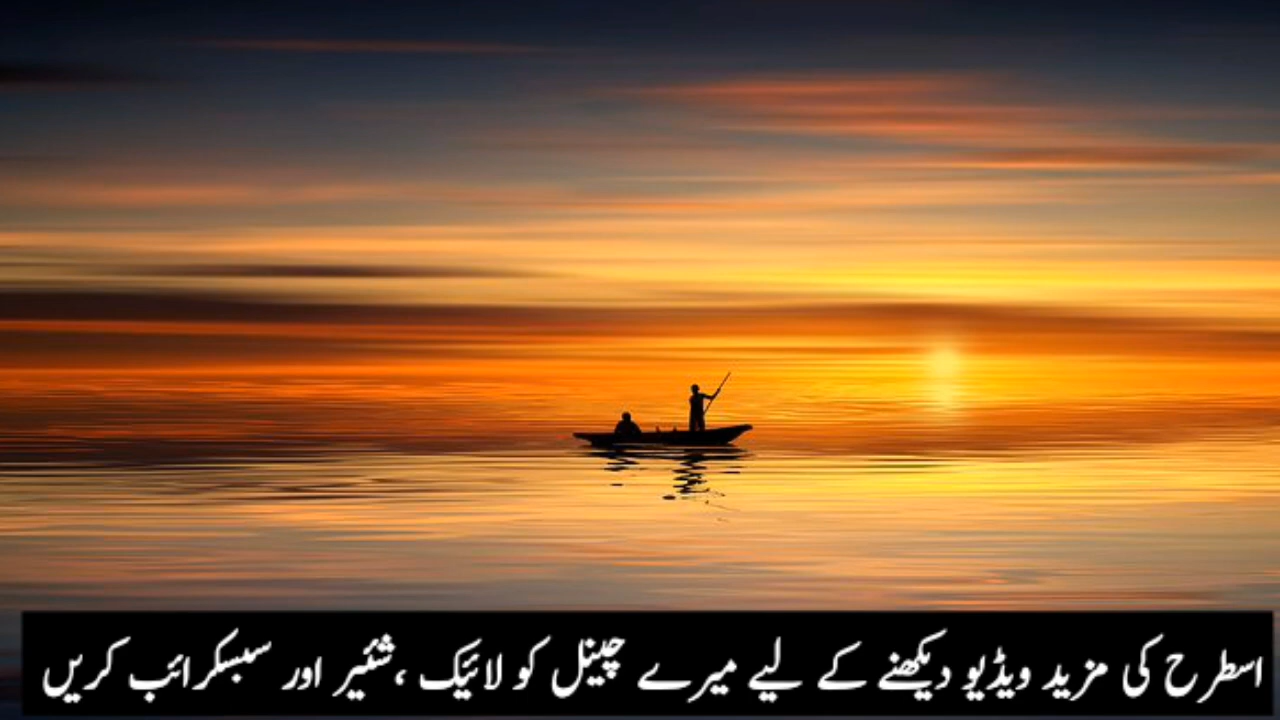 اسطرح کی مزید ویڈیو دیکھنے کے لیے میرے چینل کو لائیک ،شئیر اور سبسکرائب کریں